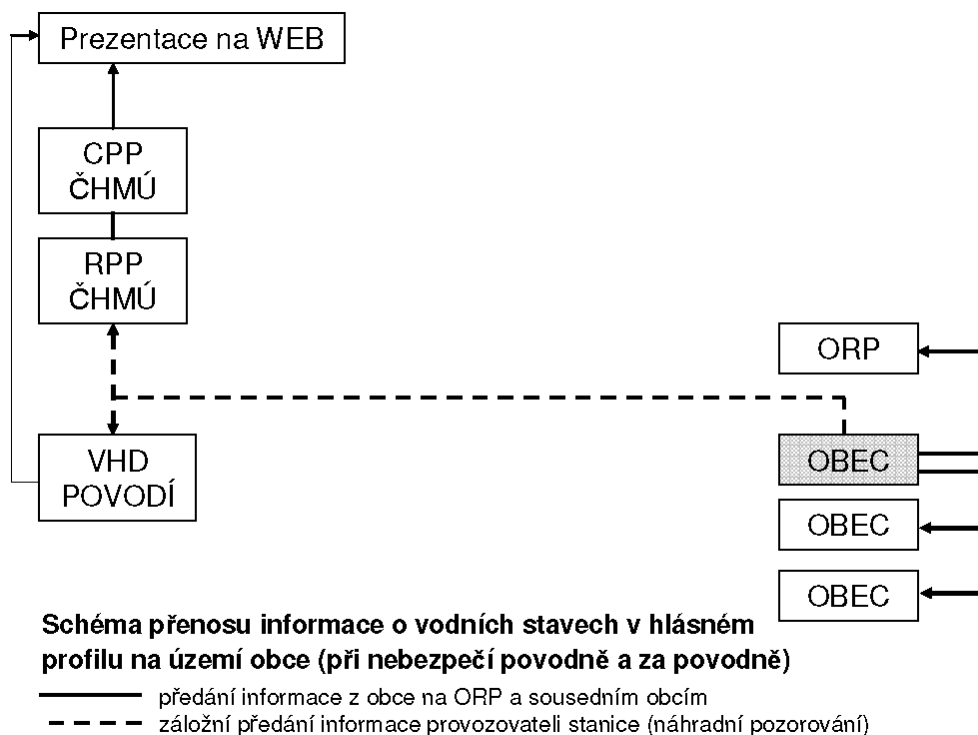 Prezentace na WEB
CPP
ČHMÚ
RPP
ČHMÚ
ORP
VHD
POVODÍ
OBEC
OBEC
OBEC
Schéma přenosu informace o vodních stavech v hlásném
profilu na území obce (při nebezpečí povodně a za povodně)
předání informace z obce na ORP a sousedním obcím
záložní předání informace provozovateli stanice (náhradní pozorování)